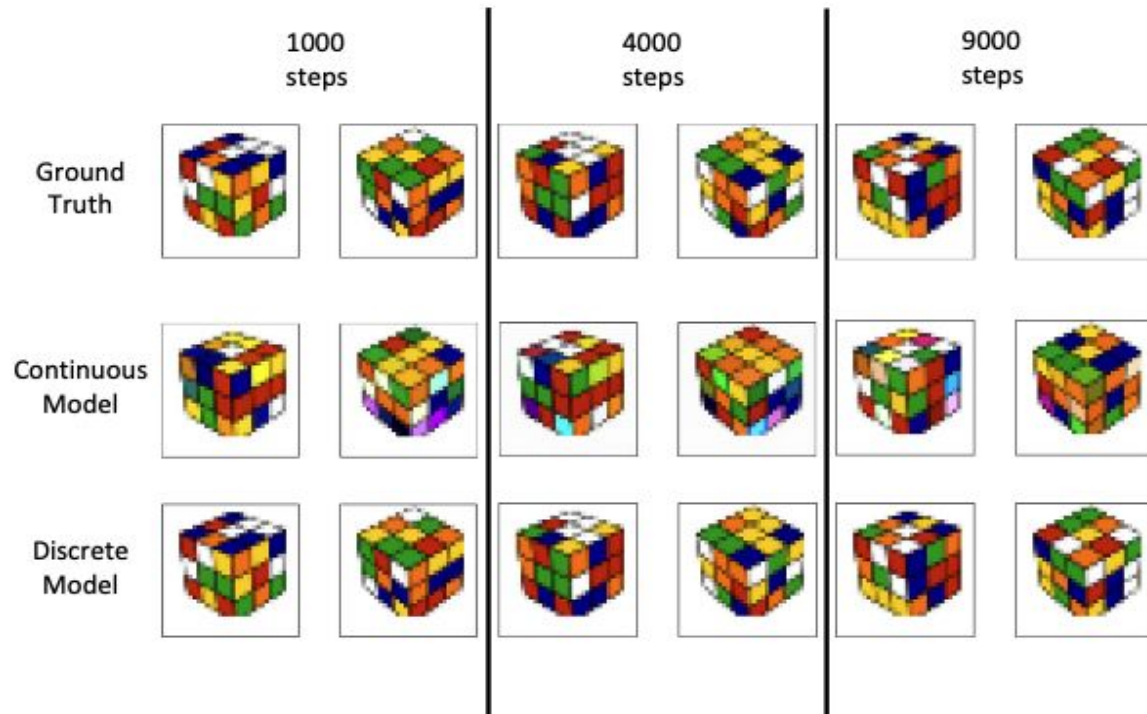 1000
steps
4000
steps
9000
steps
Ground
Truth
Continuous
Model
Discrete
Model